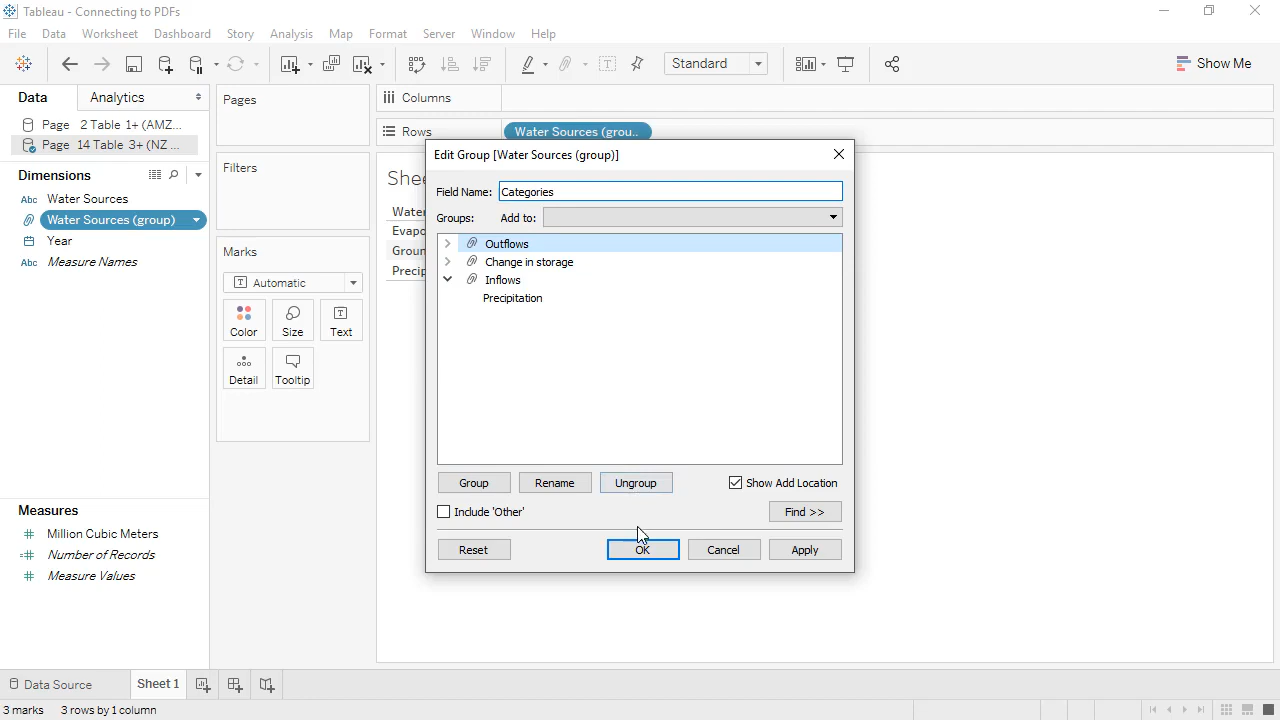 Tableau - Connecting to PDFs
File Data Worksheet Dashboard Story Analysis Map Format Server Window Help
Standard
Show Me
Data Analytics
Page 2 Table 1+ (AMZ...
Page 14 Table 3+ (NZ ...
Dimensions
Abc Water Sources
Water Sources (group)
Year
Abc Measure Names
Measures
Million Cubic Meters
Number of Records
Measure Values
Pages
Filters
Marks
Automatic
Color Size Text
Detail Tooltip
Columns
Rows Water Sources (grou..
Edit Group [Water Sources (group)]
Field Name: Categories
Groups: Add to:
Outflows
Change in storage
Inflows
Precipitation
Group Rename Ungroup Show Add Location
Include 'Other' Find >>
Reset OK Cancel Apply
Data Source Sheet 1
3 marks 3 rows by 1 column